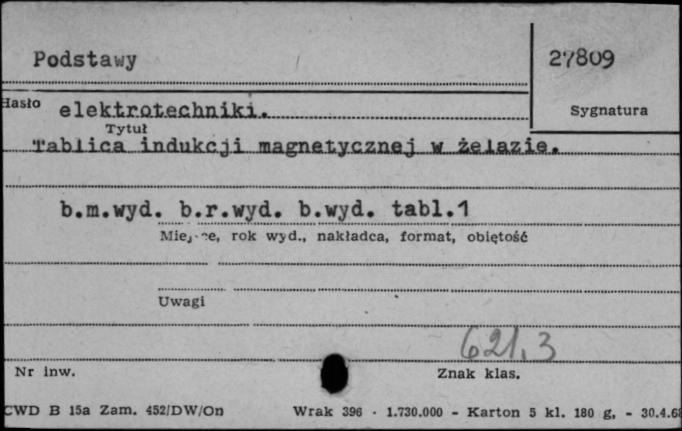 Podstawy
27809
Hasło elektrotechniki.
Sygnatura
Tytuł
Tablica indukcji magnetycznej w żelazie.
b.m.wyd. b.r.wyd. b.wyd. tabl.1
Miejsce, rok wyd., nakładca, format, objętość
Uwagi
621.3
Nr inw.
Znak klas.
CWD B 15a Zam. 452/DW/On Wrak 396 · 1.730.000 - Karton 5 kl. 180 g, - 30.4.68